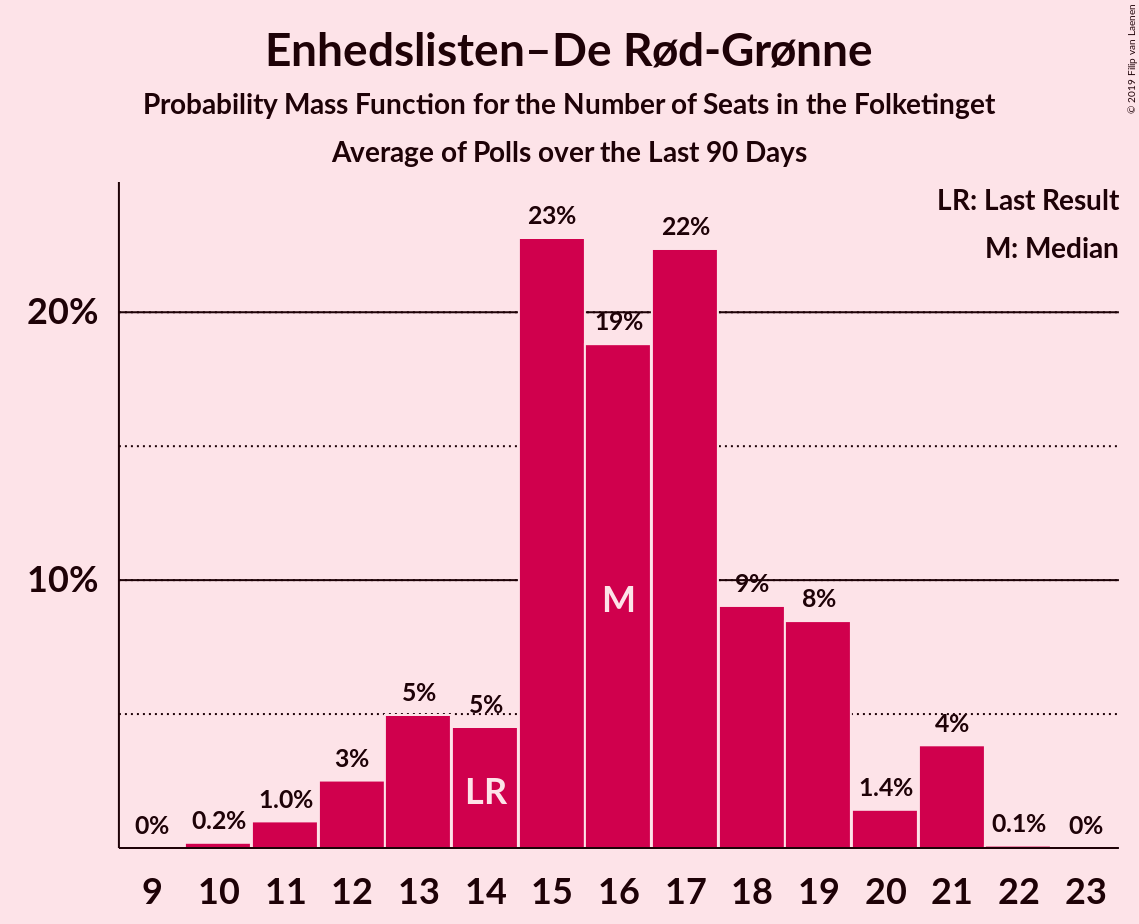 Enhedslisten–De Rød-Grønne
Probability Mass Function for the Number of Seats in the Folketinget
Average of Polls over the Last 90 Days
© 2019 Filip van Laenen
LR: Last Result
M: Median
23%
22%
20%
19%
10%
9%
8%
M
5%
5%
4%
3%
LR
1.4%
1.0%
0.2%
0.1%
0%
0%
9 10 11 12 13 14 15 16 17 18 19 20 21 22 23